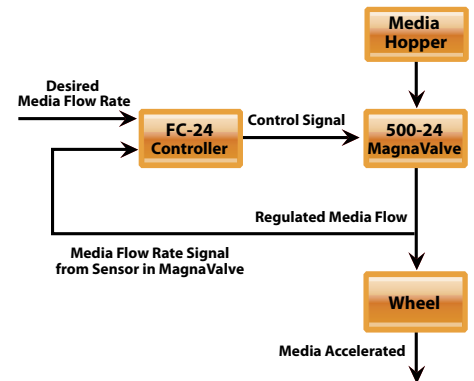 Media
Hopper
Desired
Media Flow Rate
FC-24
Controller
Control Signal
500-24
MagnaValve
Regulated Media Flow
Media Flow Rate Signal
from Sensor in MagnaValve
Wheel
Media Accelerated